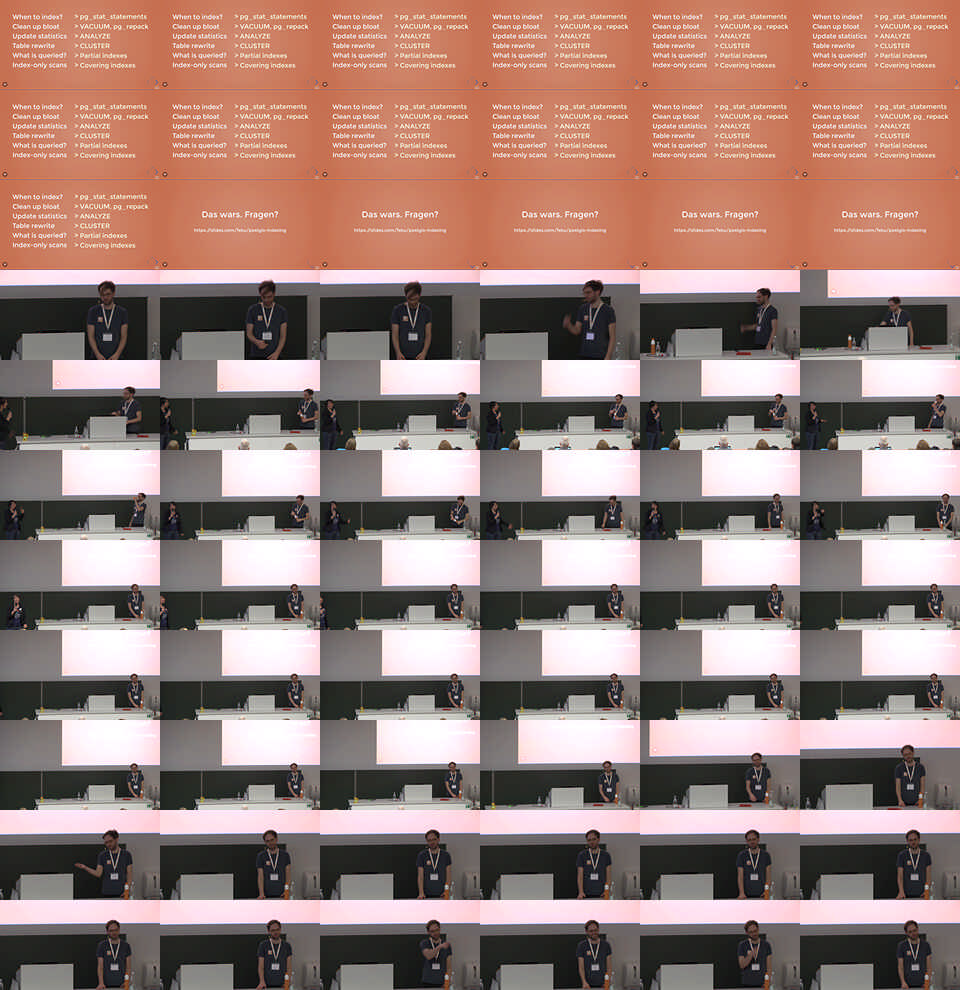 When to index? > pg_stat_statements
Clean up bloat > VACUUM, pg_repack
Update statistics > ANALYZE
Table rewrite > CLUSTER
What is queried? > Partial indexes
Index-only scans > Covering indexes
When to index? > pg_stat_statements
Clean up bloat > VACUUM, pg_repack
Update statistics > ANALYZE
Table rewrite > CLUSTER
What is queried? > Partial indexes
Index-only scans > Covering indexes
When to index? > pg_stat_statements
Clean up bloat > VACUUM, pg_repack
Update statistics > ANALYZE
Table rewrite > CLUSTER
What is queried? > Partial indexes
Index-only scans > Covering indexes
When to index? > pg_stat_statements
Clean up bloat > VACUUM, pg_repack
Update statistics > ANALYZE
Table rewrite > CLUSTER
What is queried? > Partial indexes
Index-only scans > Covering indexes
When to index? > pg_stat_statements
Clean up bloat > VACUUM, pg_repack
Update statistics > ANALYZE
Table rewrite > CLUSTER
What is queried? > Partial indexes
Index-only scans > Covering indexes
When to index? > pg_stat_statements
Clean up bloat > VACUUM, pg_repack
Update statistics > ANALYZE
Table rewrite > CLUSTER
What is queried? > Partial indexes
Index-only scans > Covering indexes
When to index? > pg_stat_statements
Clean up bloat > VACUUM, pg_repack
Update statistics > ANALYZE
Table rewrite > CLUSTER
What is queried? > Partial indexes
Index-only scans > Covering indexes
When to index? > pg_stat_statements
Clean up bloat > VACUUM, pg_repack
Update statistics > ANALYZE
Table rewrite > CLUSTER
What is queried? > Partial indexes
Index-only scans > Covering indexes
When to index? > pg_stat_statements
Clean up bloat > VACUUM, pg_repack
Update statistics > ANALYZE
Table rewrite > CLUSTER
What is queried? > Partial indexes
Index-only scans > Covering indexes
When to index? > pg_stat_statements
Clean up bloat > VACUUM, pg_repack
Update statistics > ANALYZE
Table rewrite > CLUSTER
What is queried? > Partial indexes
Index-only scans > Covering indexes
When to index? > pg_stat_statements
Clean up bloat > VACUUM, pg_repack
Update statistics > ANALYZE
Table rewrite > CLUSTER
What is queried? > Partial indexes
Index-only scans > Covering indexes
When to index? > pg_stat_statements
Clean up bloat > VACUUM, pg_repack
Update statistics > ANALYZE
Table rewrite > CLUSTER
What is queried? > Partial indexes
Index-only scans > Covering indexes
When to index? > pg_stat_statements
Clean up bloat > VACUUM, pg_repack
Update statistics > ANALYZE
Table rewrite > CLUSTER
What is queried? > Partial indexes
Index-only scans > Covering indexes
Das wars. Fragen?
https://slides.com/felu/postgis-indexing
Das wars. Fragen?
https://slides.com/felu/postgis-indexing
Das wars. Fragen?
https://slides.com/felu/postgis-indexing
Das wars. Fragen?
https://slides.com/felu/postgis-indexing
Das wars. Fragen?
https://slides.com/felu/postgis-indexing